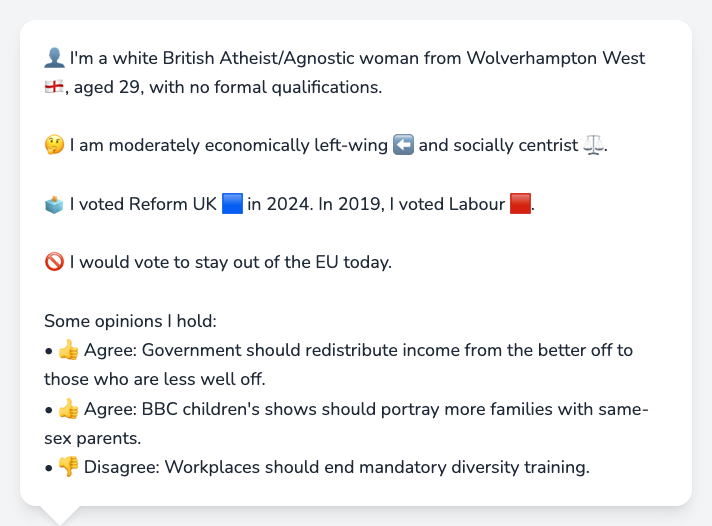 👤 I'm a white British Atheist/Agnostic woman from Wolverhampton West
🏴󠁧󠁢󠁥󠁮󠁧󠁿, aged 29, with no formal qualifications.
🤔 I am moderately economically left-wing ⬅️ and socially centrist ⚖️.
🗳️ I voted Reform UK 🟦 in 2024. In 2019, I voted Labour 🟥.
🚫 I would vote to stay out of the EU today.
Some opinions I hold:
• 👍 Agree: Government should redistribute income from the better off to
those who are less well off.
• 👍 Agree: BBC children's shows should portray more families with same-
sex parents.
• 👎 Disagree: Workplaces should end mandatory diversity training.